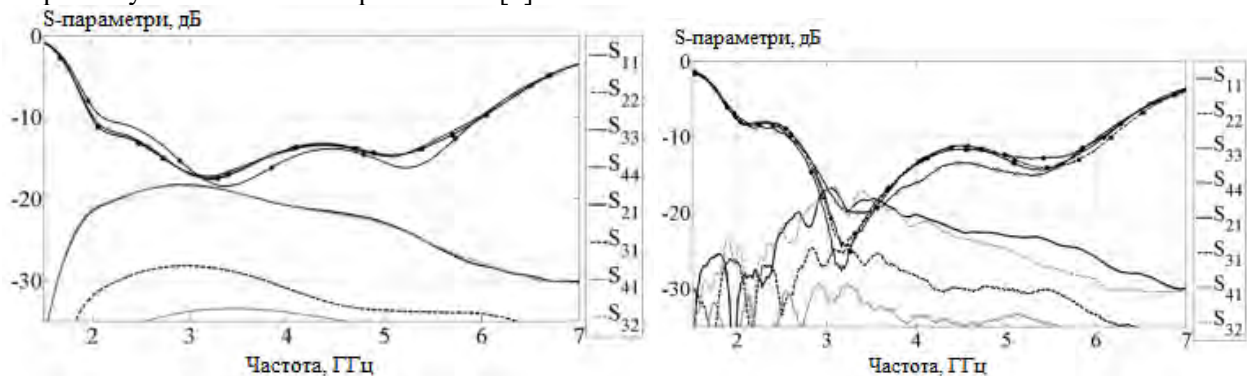 S-параметри, дБ
0
-10
-20
-30
2
3
4
5
6
7
Частота, ГГц
S11
S22
S33
S44
S21
S31
S41
S32
S-параметри, дБ
0
-10
-20
-30
2
3
4
5
6
7
Частота, ГГц
S11
S22
S33
S44
S21
S31
S41
S32